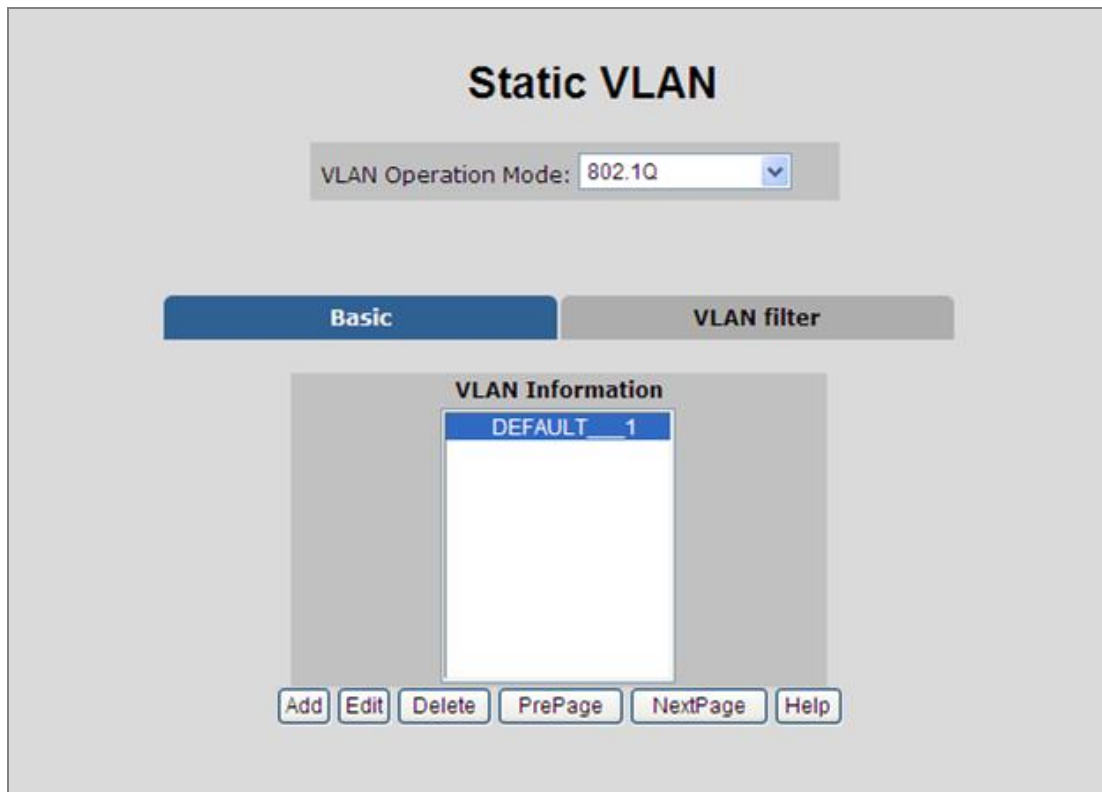 Static VLAN
VLAN Operation Mode: 802.1Q
Basic VLAN filter
VLAN Information
DEFAULT___1
Add Edit Delete PrePage NextPage Help